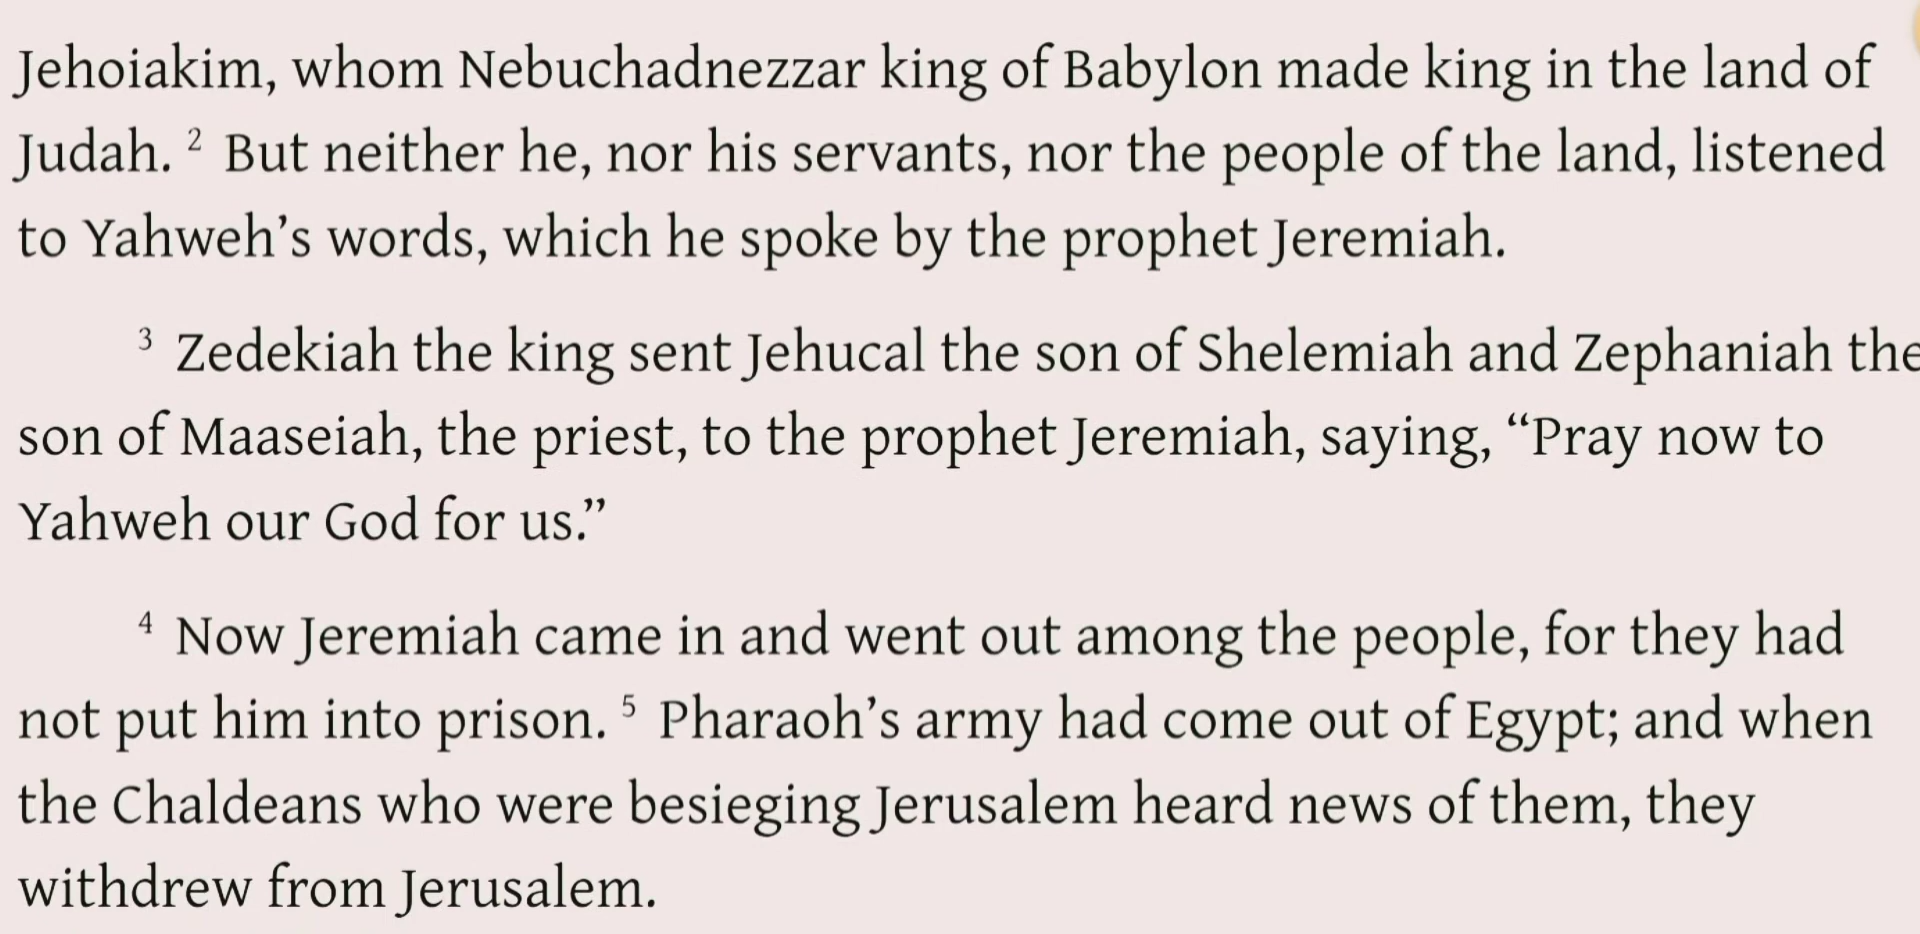 Jehoiakim, whom Nebuchadnezzar king of Babylon made king in the land of
Judah. 2 But neither he, nor his servants, nor the people of the land, listened
to Yahweh’s words, which he spoke by the prophet Jeremiah.
3 Zedekiah the king sent Jehucal the son of Shelemiah and Zephaniah the
son of Maaseiah, the priest, to the prophet Jeremiah, saying, “Pray now to
Yahweh our God for us.”
4 Now Jeremiah came in and went out among the people, for they had
not put him into prison. 5 Pharaoh’s army had come out of Egypt; and when
the Chaldeans who were besieging Jerusalem heard news of them, they
withdrew from Jerusalem.